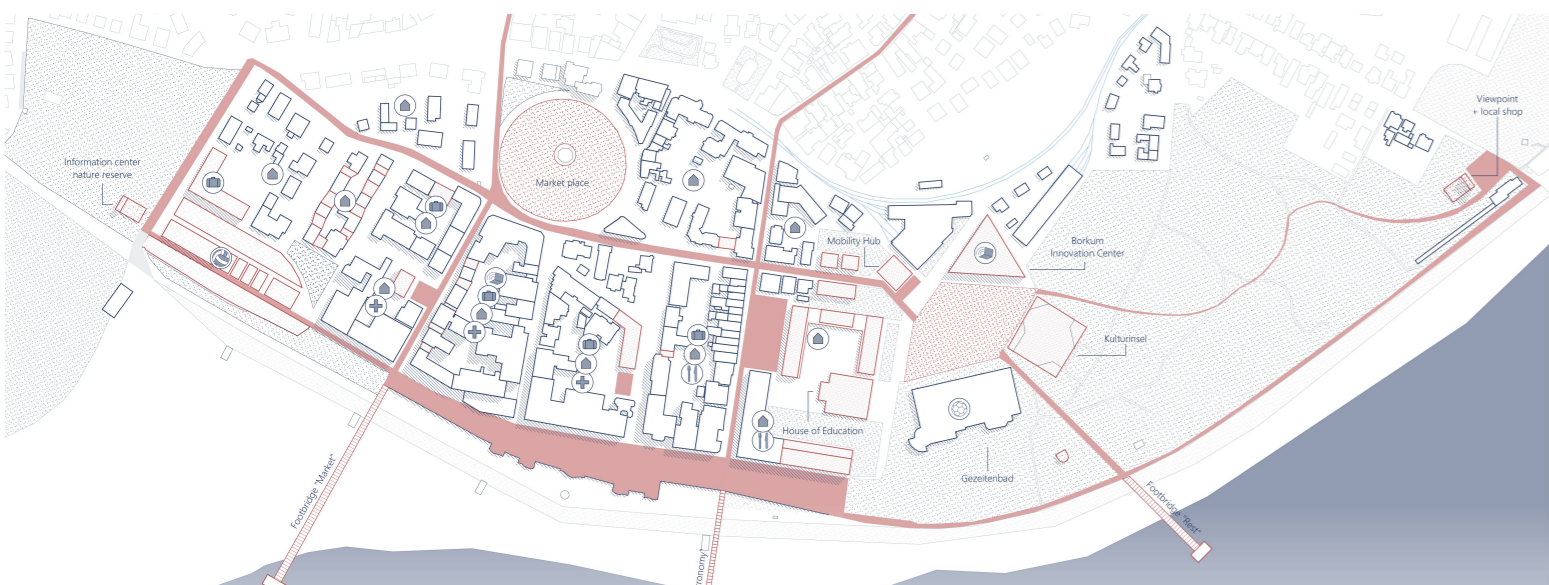 Viewpoint
+ local shop
Information center
nature reserve
Market place
Mobility Hub
Borkum
Innovation Center
Kulturinsel
House of Education
Gezeitenbad
Footbridge "Market"
Footbridge "Rest"